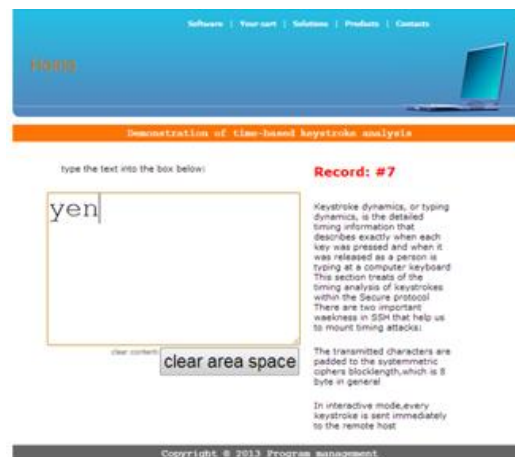 Software | Your cart | Solutions | Products | Contacts
Demonstration of time-based keystroke analysis
type the text into the box below:
yen
clear content:
clear area space
Record: #7
Keystroke dynamics, or typing
dynamics, is the detailed
timing information that
describes exactly when each
key was pressed and when it
was released as a person is
typing at a computer keyboard
This section treats of the
timing analysis of keystrokes
within the Secure protocol
There are two important
waekness in SSH that help us
to mount timing attacks:
The transmitted characters are
padded to the systemmetric
ciphers blocklength,which is 8
byte in general
In interactive mode,every
keystroke is sent immediately
to the remote host
Copyright © 2013 Program management